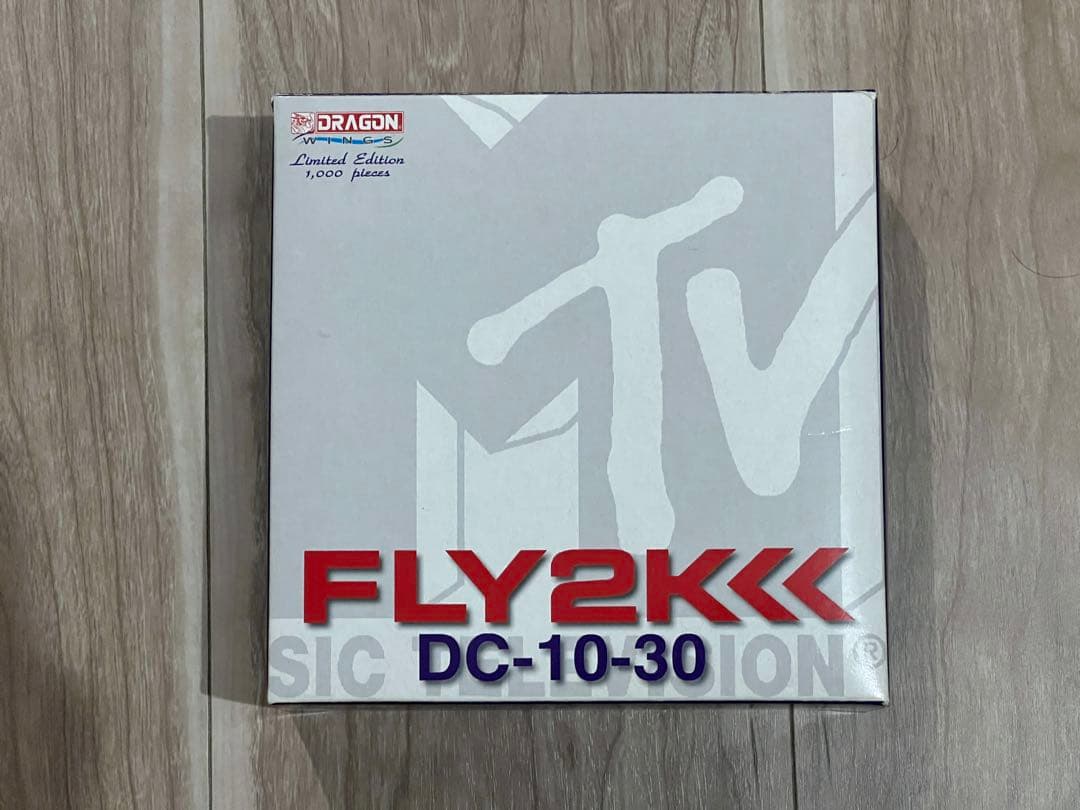 DRAGON
WINGS
Limited Edition
1,000 pieces
MTV
FLY2K
SIC TELEVISION®
DC-10-30